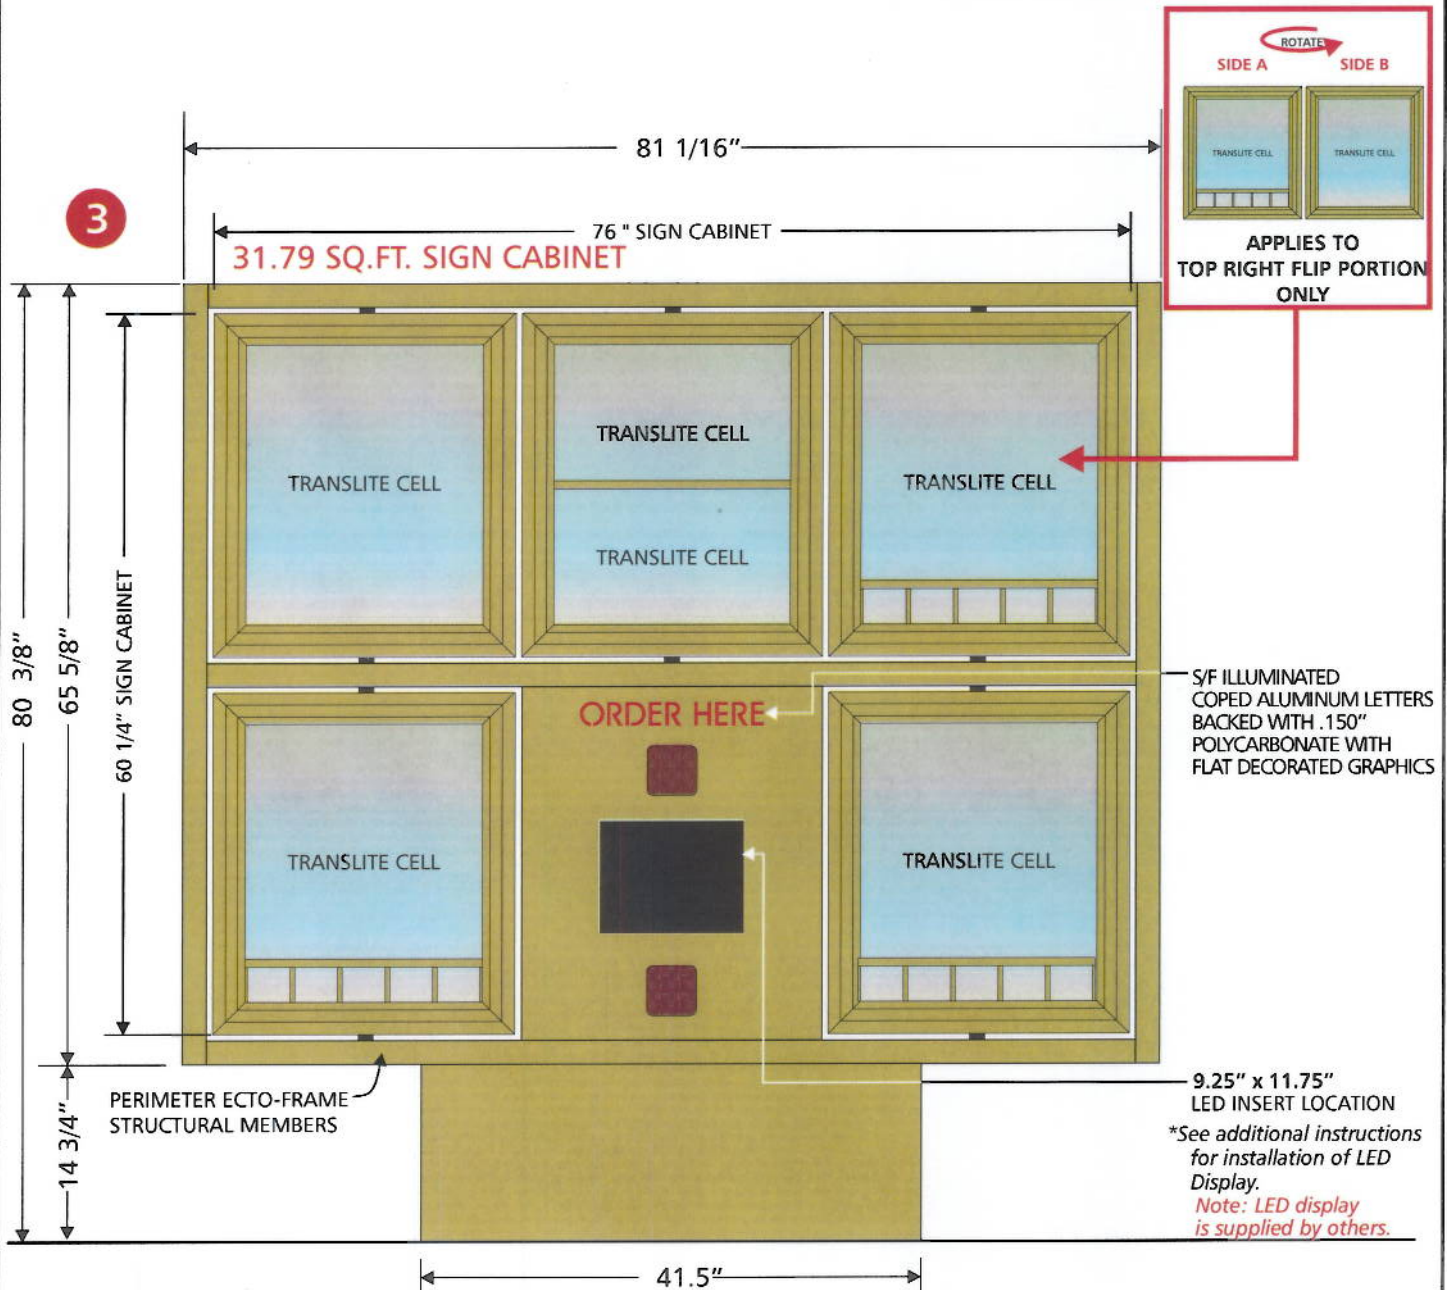 ROTATE
SIDE A SIDE B
TRANSLITE CELL TRANSLITE CELL
APPLIES TO
TOP RIGHT FLIP PORTION
ONLY
81 1/16"
3
76 " SIGN CABINET
31.79 SQ.FT. SIGN CABINET
TRANSLITE CELL
TRANSLITE CELL
TRANSLITE CELL
TRANSLITE CELL
80 3/8"
65 5/8"
60 1/4" SIGN CABINET
ORDER HERE
S/F ILLUMINATED
COPED ALUMINUM LETTERS
BACKED WITH .150"
POLYCARBONATE WITH
FLAT DECORATED GRAPHICS
TRANSLITE CELL
TRANSLITE CELL
PERIMETER ECTO-FRAME
STRUCTURAL MEMBERS
14 3/4"
9.25" x 11.75"
LED INSERT LOCATION
*See additional instructions
for installation of LED
Display.
Note: LED display
is supplied by others.
41.5"